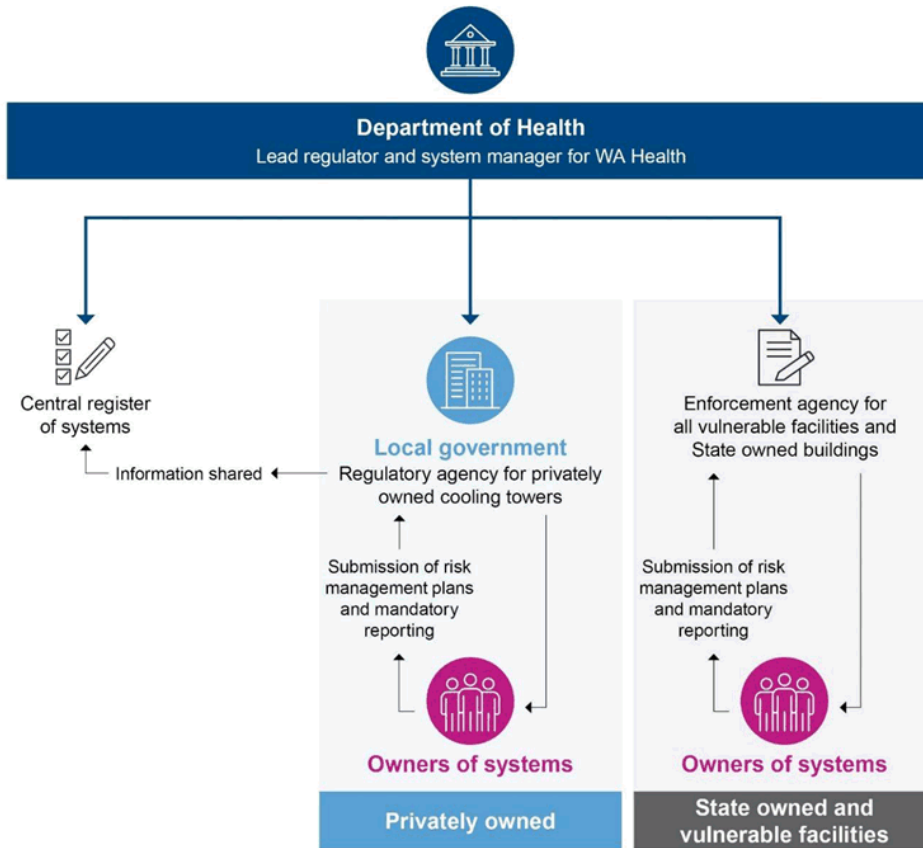 Department of Health
Lead regulator and system manager for WA Health
Central register
of systems
Information shared
Local government
Regulatory agency for privately
owned cooling towers
Submission of risk
management plans
and mandatory
reporting
Owners of systems
Privately owned
Enforcement agency for
all vulnerable facilities and
State owned buildings
Submission of risk
management plans
and mandatory
reporting
Owners of systems
State owned and
vulnerable facilities